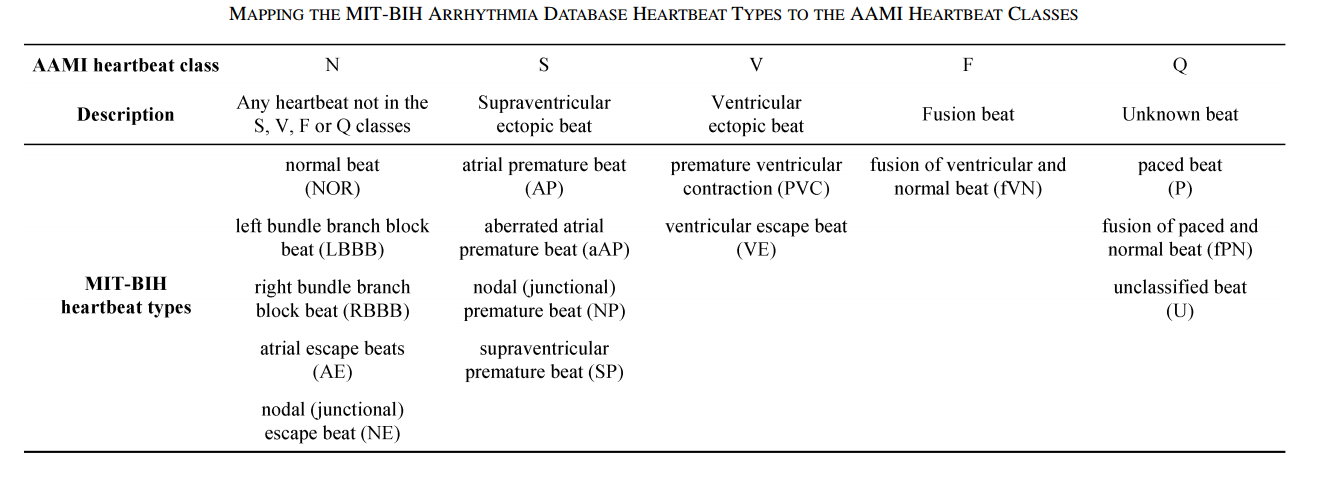 MAPPING THE MIT-BIH ARRHYTHMIA DATABASE HEARTBEAT TYPES TO THE AAMI HEARTBEAT CLASSES
AAMI heartbeat class N S V F Q
Description
Any heartbeat not in the
S, V, F or Q classes
Supraventricular
ectopic beat
Ventricular
ectopic beat
Fusion beat
Unknown beat
MIT-BIH
heartbeat types
normal beat
(NOR)
atrial premature beat
(AP)
premature ventricular
contraction (PVC)
fusion of ventricular and
normal beat (fVN)
paced beat
(P)
left bundle branch block
beat (LBBB)
aberrated atrial
premature beat (aAP)
ventricular escape beat
(VE)
fusion of paced and
normal beat (fPN)
right bundle branch
block beat (RBBB)
nodal (junctional)
premature beat (NP)
unclassified beat
(U)
atrial escape beats
(AE)
supraventricular
premature beat (SP)
nodal (junctional)
escape beat (NE)